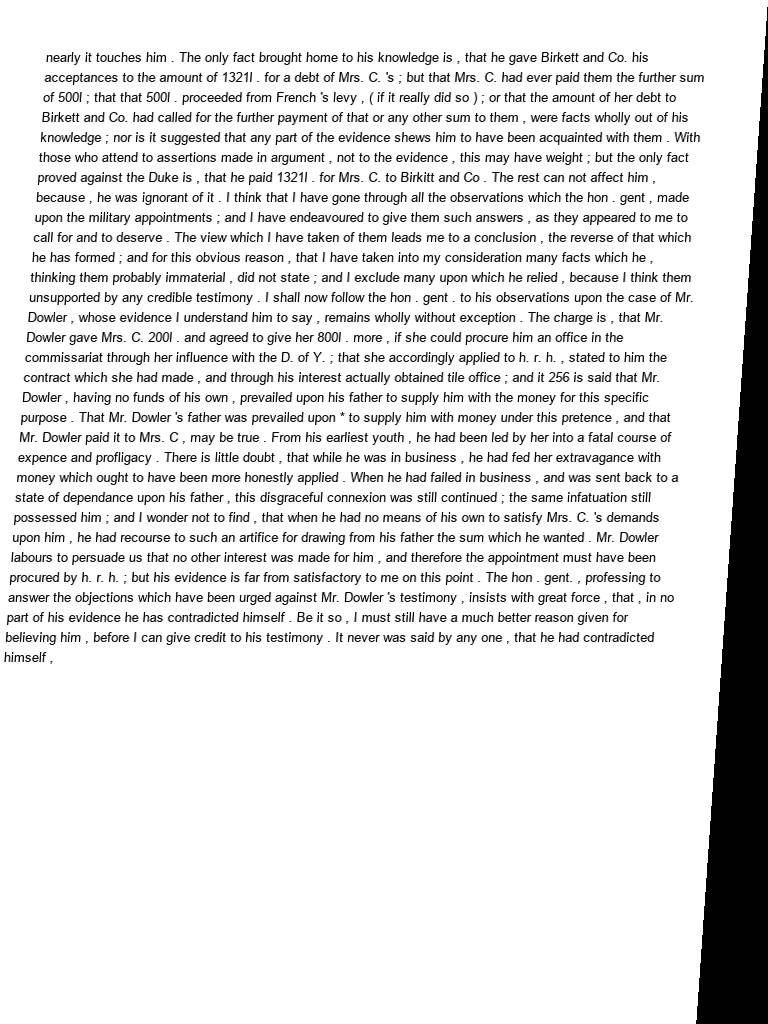 nearly it touches him . The only fact brought home to his knowledge is , that he gave Birkett and Co. his
acceptances to the amount of 1321l . for a debt of Mrs. C. 's ; but that Mrs. C. had ever paid them the further sum
of 500l ; that that 500l . proceeded from French 's levy , ( if it really did so ) ; or that the amount of her debt to
Birkett and Co. had called for the further payment of that or any other sum to them , were facts wholly out of his
knowledge ; nor is it suggested that any part of the evidence shews him to have been acquainted with them . With
those who attend to assertions made in argument , not to the evidence , this may have weight ; but the only fact
proved against the Duke is , that he paid 1321l . for Mrs. C. to Birkitt and Co . The rest can not affect him ,
because , he was ignorant of it . I think that I have gone through all the observations which the hon . gent , made
upon the military appointments ; and I have endeavoured to give them such answers , as they appeared to me to
call for and to deserve . The view which I have taken of them leads me to a conclusion , the reverse of that which
he has formed ; and for this obvious reason , that I have taken into my consideration many facts which he ,
thinking them probably immaterial , did not state ; and I exclude many upon which he relied , because I think them
unsupported by any credible testimony . I shall now follow the hon . gent . to his observations upon the case of Mr.
Dowler , whose evidence I understand him to say , remains wholly without exception . The charge is , that Mr.
Dowler gave Mrs. C. 200l . and agreed to give her 800l . more , if she could procure him an office in the
commissariat through her influence with the D. of Y. ; that she accordingly applied to h. r. h. , stated to him the
contract which she had made , and through his interest actually obtained tile office ; and it 256 is said that Mr.
Dowler , having no funds of his own , prevailed upon his father to supply him with the money for this specific
purpose . That Mr. Dowler 's father was prevailed upon * to supply him with money under this pretence , and that
Mr. Dowler paid it to Mrs. C , may be true . From his earliest youth , he had been led by her into a fatal course of
expence and profligacy . There is little doubt , that while he was in business , he had fed her extravagance with
money which ought to have been more honestly applied . When he had failed in business , and was sent back to a
state of dependance upon his father , this disgraceful connexion was still continued ; the same infatuation still
possessed him ; and I wonder not to find , that when he had no means of his own to satisfy Mrs. C. 's demands
upon him , he had recourse to such an artifice for drawing from his father the sum which he wanted . Mr. Dowler
labours to persuade us that no other interest was made for him , and therefore the appointment must have been
procured by h. r. h. ; but his evidence is far from satisfactory to me on this point . The hon . gent. , professing to
answer the objections which have been urged against Mr. Dowler 's testimony , insists with great force , that , in no
part of his evidence he has contradicted himself . Be it so , I must still have a much better reason given for
believing him , before I can give credit to his testimony . It never was said by any one , that he had contradicted
himself ,